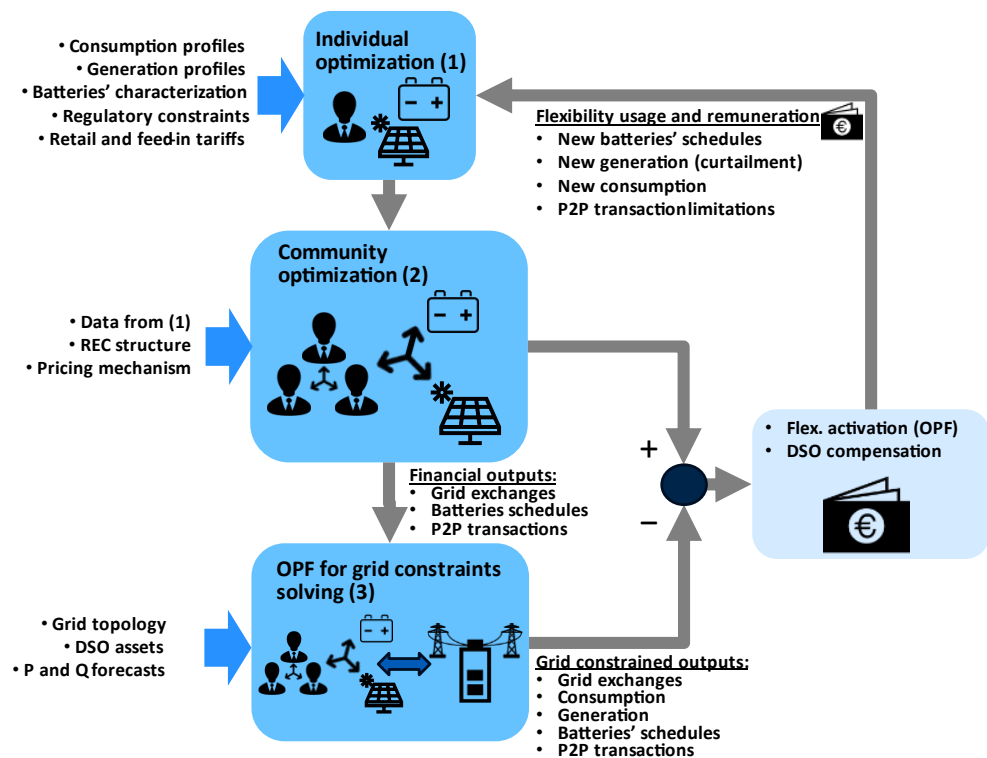 • Consumption profiles
• Generation profiles
• Batteries' characterization
• Regulatory constraints
• Retail and feed-in tariffs
Individual
optimization (1)
Flexibility usage and remuneration
• New batteries' schedules
• New generation (curtailment)
• New consumption
• P2P transaction limitations
€
• Data from (1)
• REC structure
• Pricing mechanism
Community
optimization (2)
Financial outputs:
• Grid exchanges
• Batteries schedules
• P2P transactions
+
−
• Flex. activation (OPF)
• DSO compensation
€
• Grid topology
• DSO assets
• P and Q forecasts
OPF for grid constraints
solving (3)
Grid constrained outputs:
• Grid exchanges
• Consumption
• Generation
• Batteries' schedules
• P2P transactions